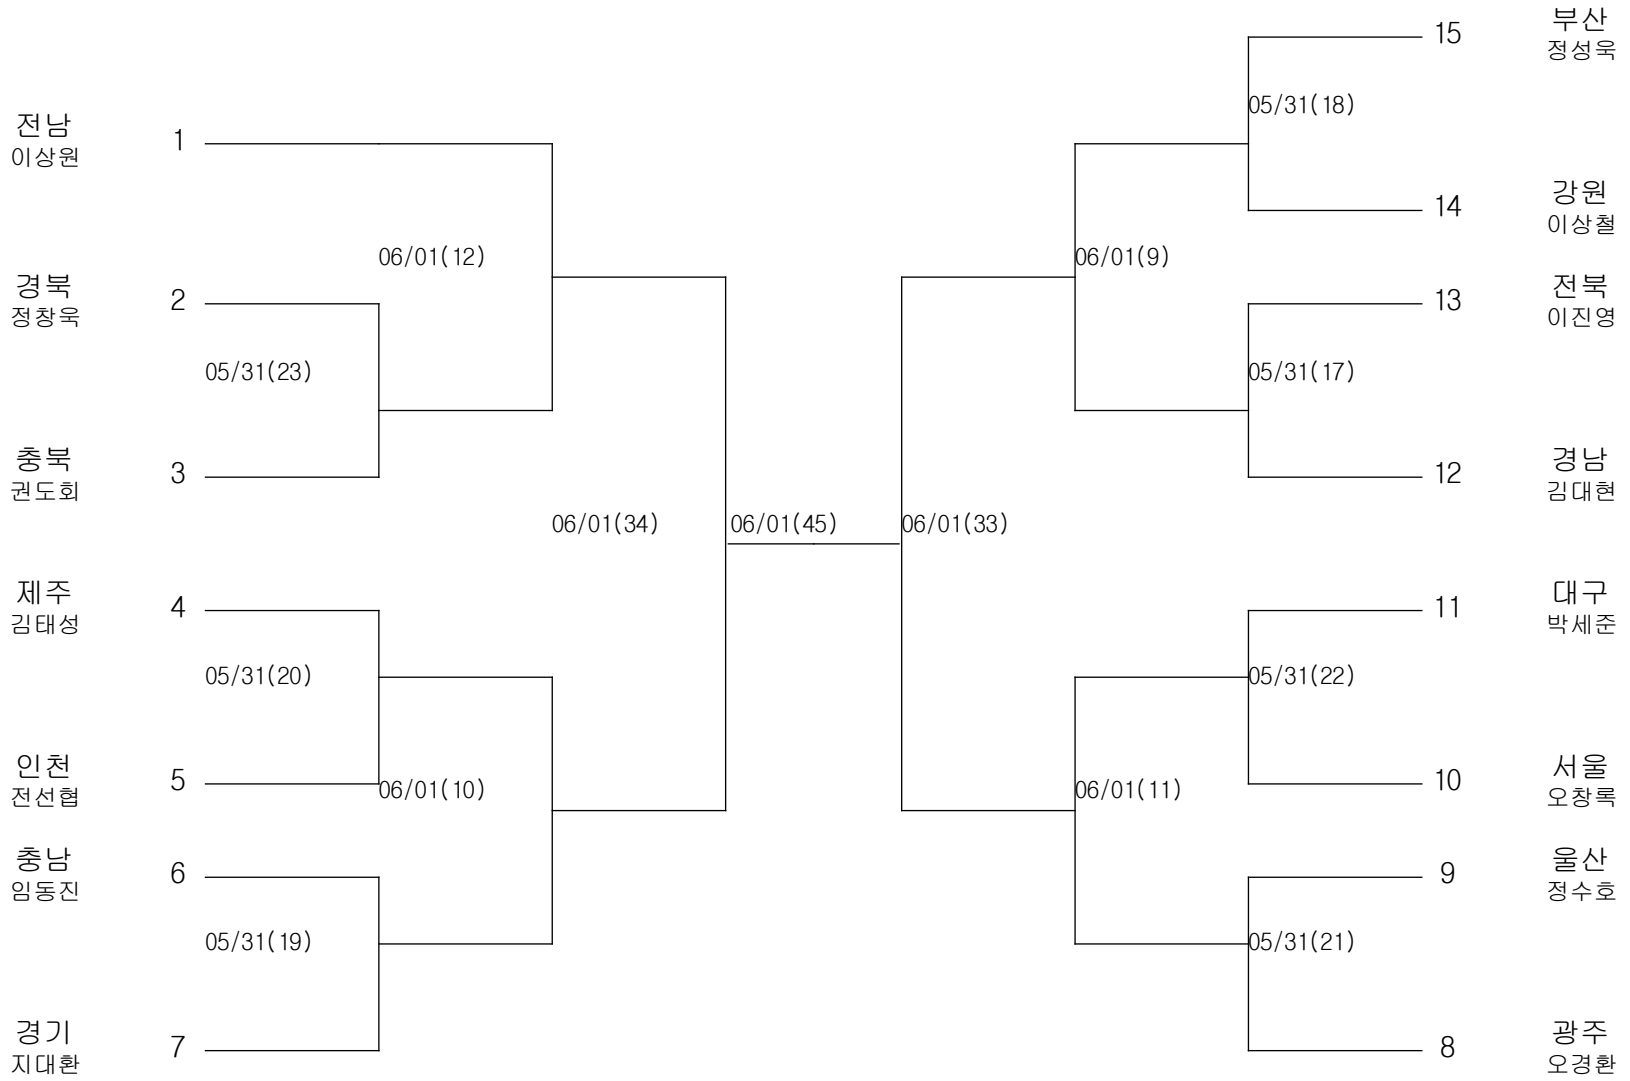 부산
15
정성욱
05/31(18)
전남
1
이상원
강원
14
이상철
06/01(12)
06/01(9)
경북
2
정창욱
전북
13
이진영
05/31(23)
05/31(17)
충북
3
권도회
경남
12
김대현
06/01(34)
06/01(45)
06/01(33)
제주
4
김태성
대구
11
박세준
05/31(20)
05/31(22)
인천
5
전선협
서울
10
오창록
06/01(10)
06/01(11)
충남
6
임동진
울산
9
정수호
05/31(19)
05/31(21)
경기
7
지대환
광주
8
오경환